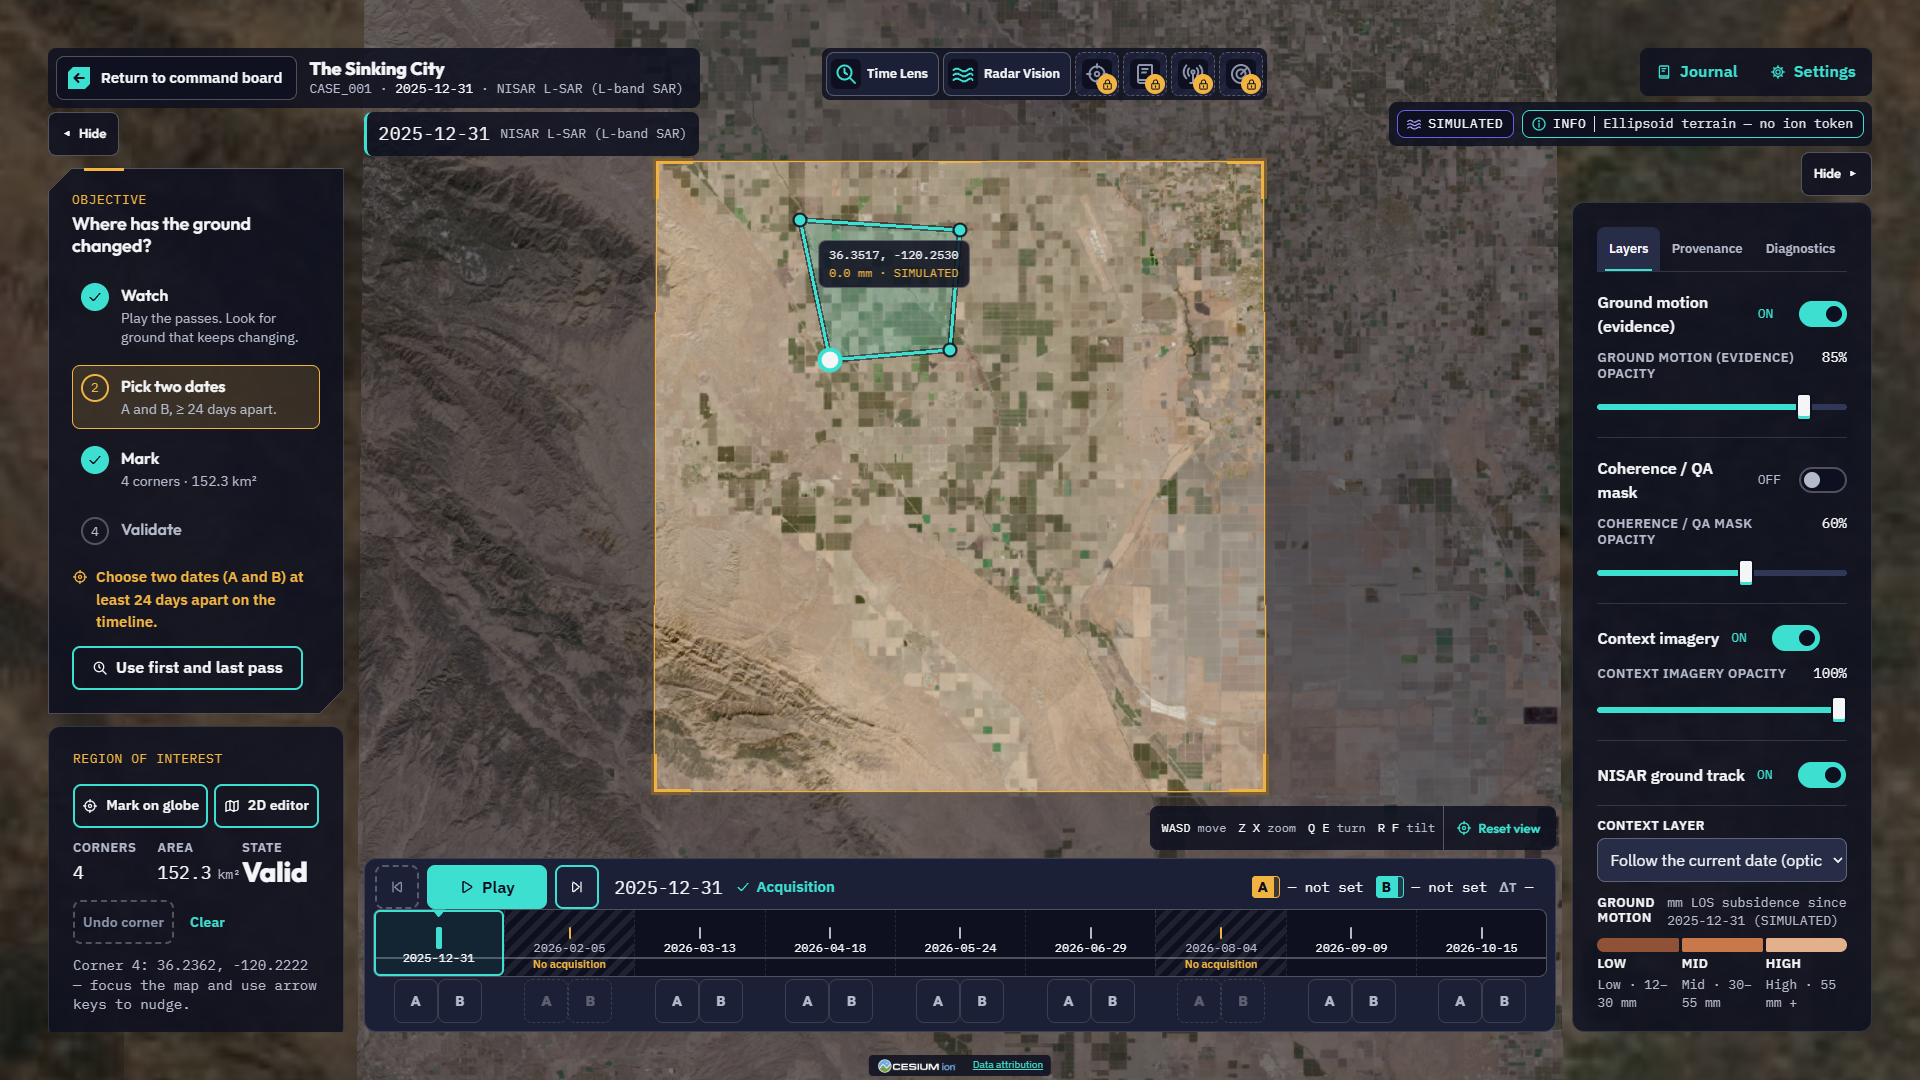 Return to command board
The Sinking City
CASE_001 · 2025-12-31 · NISAR L-SAR (L-band SAR)
Time Lens
Radar Vision
Journal
Settings
Hide
2025-12-31 NISAR L-SAR (L-band SAR)
SIMULATED
INFO | Ellipsoid terrain — no ion token
Hide
OBJECTIVE
Where has the ground
changed?
Watch
Play the passes. Look for
ground that keeps changing.
2
Pick two dates
A and B, ≥ 24 days apart.
Mark
4 corners · 152.3 km²
4
Validate
Choose two dates (A and B) at
least 24 days apart on the
timeline.
Use first and last pass
REGION OF INTEREST
Mark on globe
2D editor
CORNERS AREA STATE
4 152.3 km² Valid
Undo corner
Clear
Corner 4: 36.2362, -120.2222
— focus the map and use arrow
keys to nudge.
36.3517, -120.2530
0.0 mm · SIMULATED
WASD move Z X zoom Q E turn R F tilt
Reset view
Play
2025-12-31
Acquisition
A — not set B — not set ΔT —
2025-12-31
2026-02-05
No acquisition
2026-03-13
2026-04-18
2026-05-24
2026-06-29
2026-08-04
No acquisition
2026-09-09
2026-10-15
A B A B A B A B A B A B A B A B A B
CESIUM ion
Data attribution
Layers
Provenance
Diagnostics
Ground motion
(evidence)
ON
GROUND MOTION (EVIDENCE)
OPACITY
85%
Coherence / QA
mask
OFF
COHERENCE / QA MASK
OPACITY
60%
Context imagery ON
CONTEXT IMAGERY OPACITY 100%
NISAR ground track ON
CONTEXT LAYER
Follow the current date (optic
GROUND
MOTION
mm LOS subsidence since
2025-12-31 (SIMULATED)
LOW MID HIGH
Low · 12–
30 mm
Mid · 30–
55 mm
High · 55
mm +